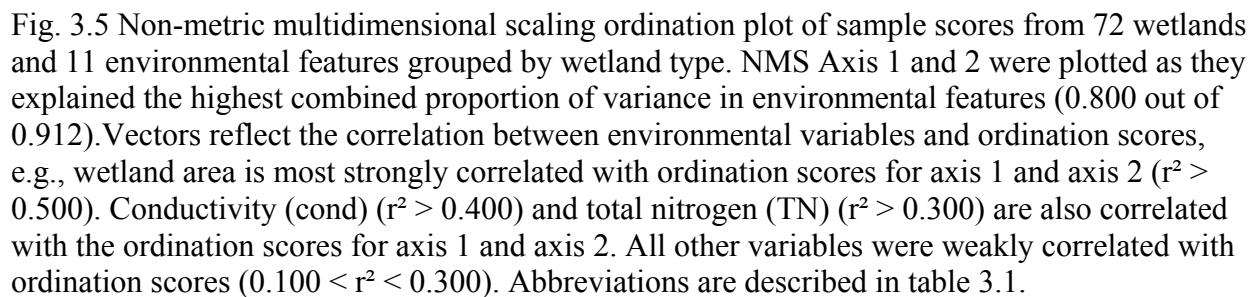 Fig. 3.5 Non-metric multidimensional scaling ordination plot of sample scores from 72 wetlands
and 11 environmental features grouped by wetland type. NMS Axis 1 and 2 were plotted as they
explained the highest combined proportion of variance in environmental features (0.800 out of
0.912).Vectors reflect the correlation between environmental variables and ordination scores,
e.g., wetland area is most strongly correlated with ordination scores for axis 1 and axis 2 (r² >
0.500). Conductivity (cond) (r² > 0.400) and total nitrogen (TN) (r² > 0.300) are also correlated
with the ordination scores for axis 1 and axis 2. All other variables were weakly correlated with
ordination scores (0.100 < r² < 0.300). Abbreviations are described in table 3.1.